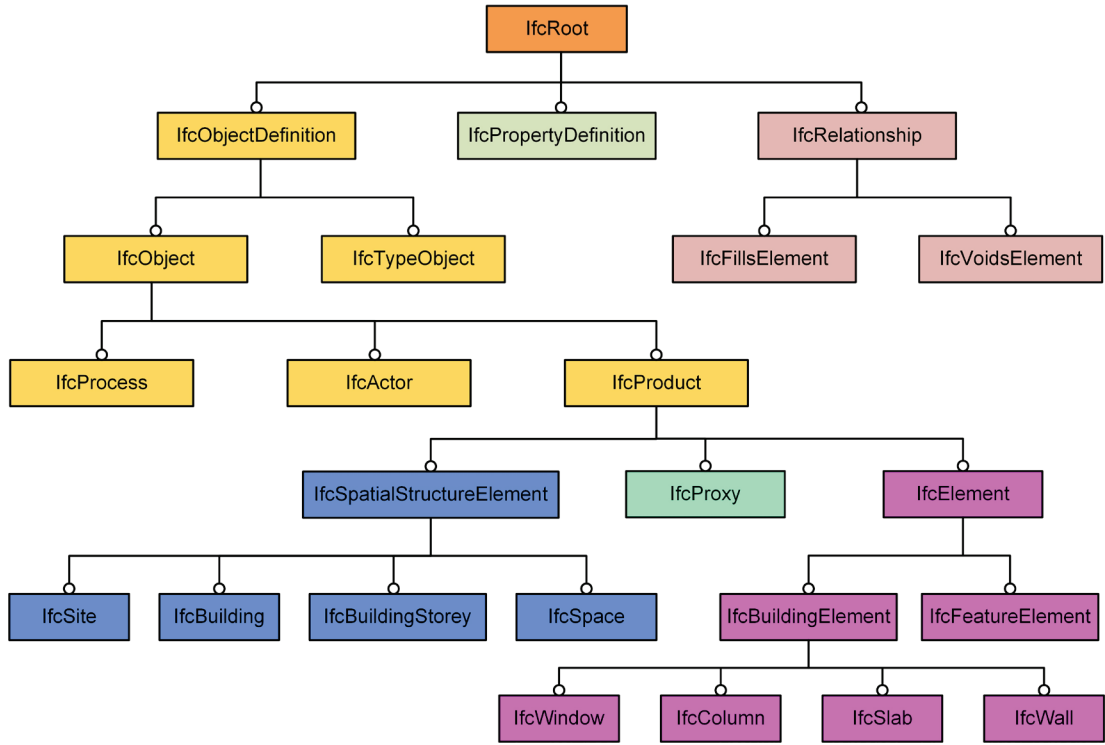 IfcRoot
IfcObjectDefinition
IfcPropertyDefinition
IfcRelationship
IfcObject
IfcTypeObject
IfcFillsElement
IfcVoidsElement
IfcProcess
IfcActor
IfcProduct
IfcSpatialStructureElement
IfcProxy
IfcElement
IfcSite
IfcBuilding
IfcBuildingStorey
IfcSpace
IfcBuildingElement
IfcFeatureElement
IfcWindow
IfcColumn
IfcSlab
IfcWall